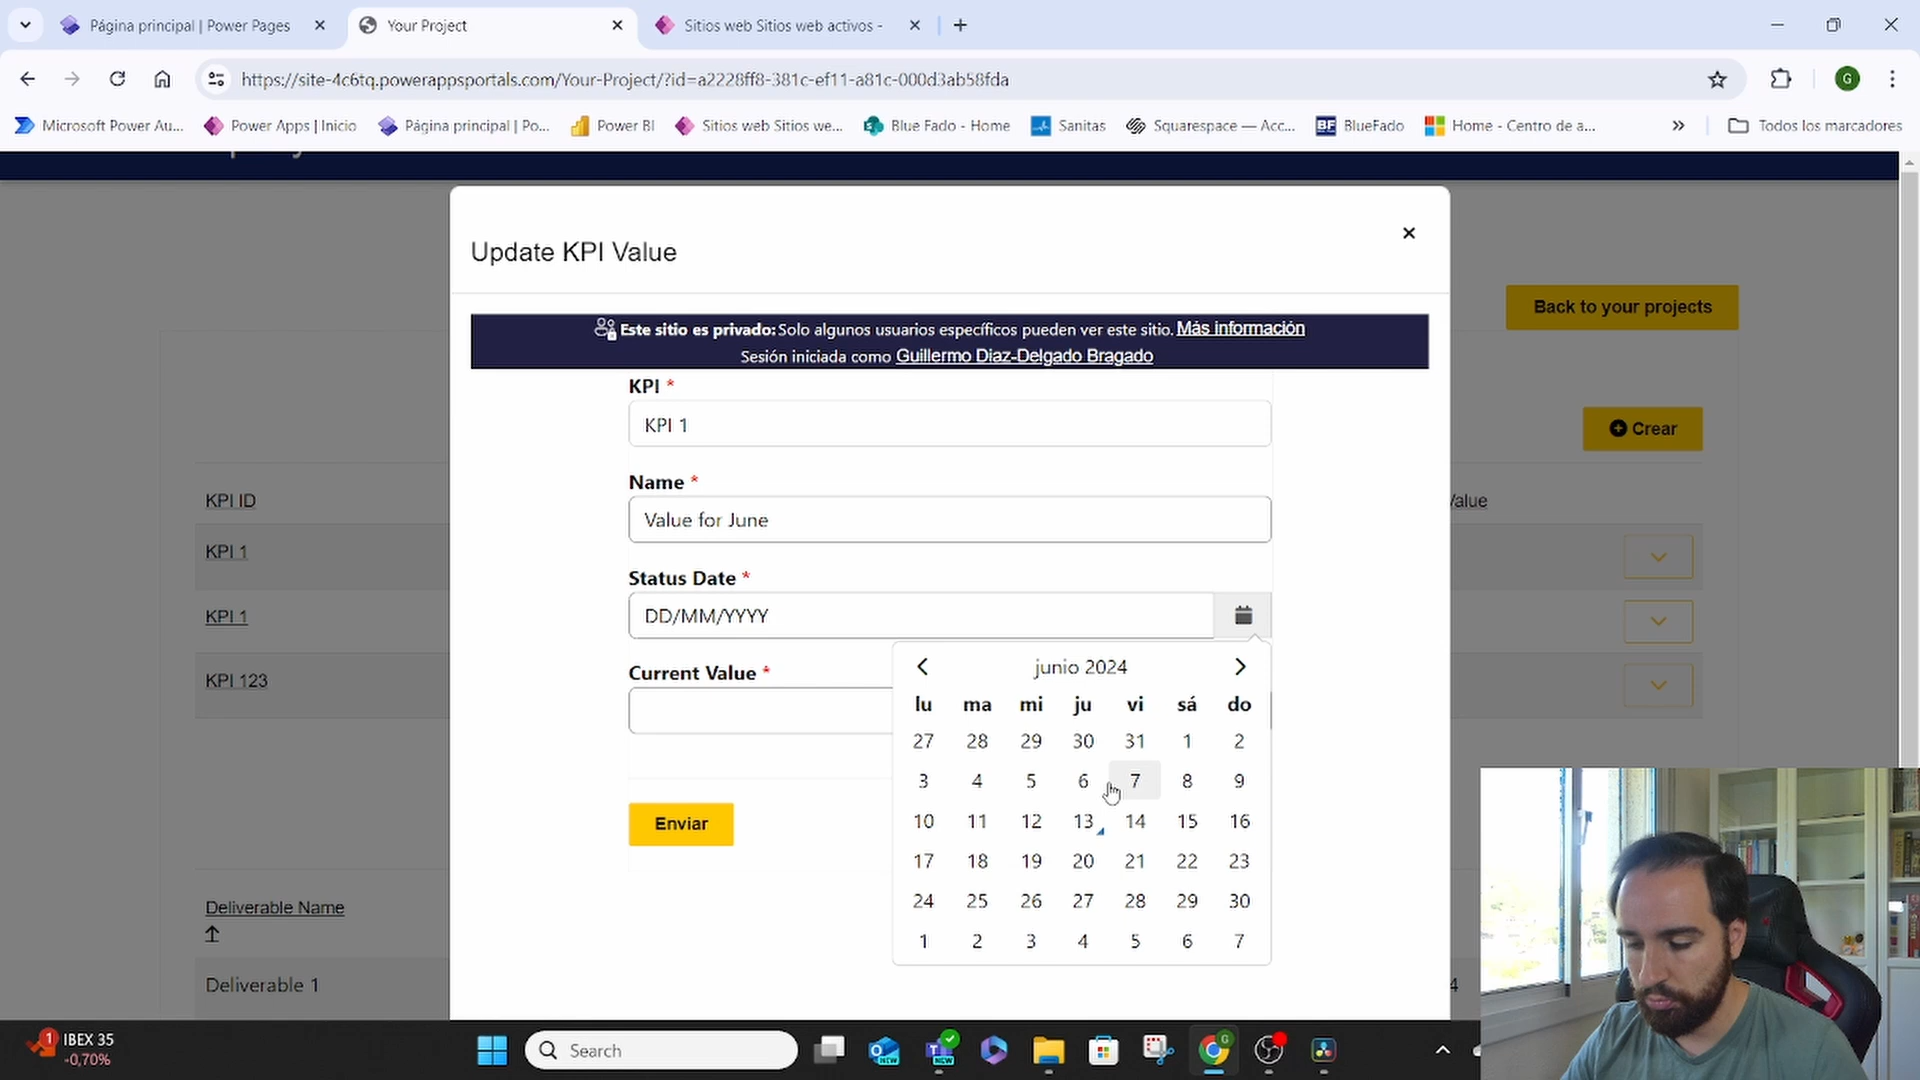 Página principal | Power Pages
Your Project
Sitios web Sitios web activos -
https://site-4c6tq.powerappsportals.com/Your-Project/?id=a2228ff8-381c-ef11-a81c-000d3ab58fda
G
Microsoft Power Au...
Power Apps | Inicio
Página principal | Po...
Power BI
Sitios web Sitios we...
Blue Fado - Home
Sanitas
Squarespace — Acc...
BF BlueFado
Home - Centro de a...
Todos los marcadores
Update KPI Value
Back to your projects
Este sitio es privado: Solo algunos usuarios específicos pueden ver este sitio. Más información
Sesión iniciada como Guillermo Diaz-Delgado Bragado
KPI *
KPI 1
Crear
Name *
Value for June
KPI ID
Value
KPI 1
KPI 1
KPI 123
Status Date *
DD/MM/YYYY
Current Value *
junio 2024
lu ma mi ju vi sá do
27 28 29 30 31 1 2
3 4 5 6 7 8 9
10 11 12 13 14 15 16
17 18 19 20 21 22 23
24 25 26 27 28 29 30
1 2 3 4 5 6 7
Enviar
Deliverable Name
Deliverable 1
4
1
IBEX 35
-0,70%
Search
NEW
NEW
G